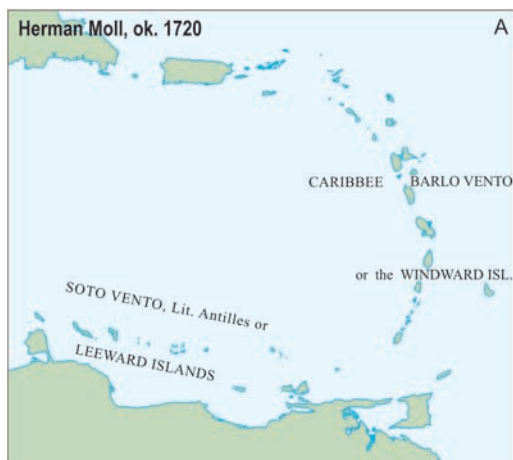 Herman Moll, ok. 1720
A
CARIBBEE BARLO VENTO
or the WINDWARD ISL.
SOTO VENTO, Lit. Antilles or
LEEWARD ISLANDS